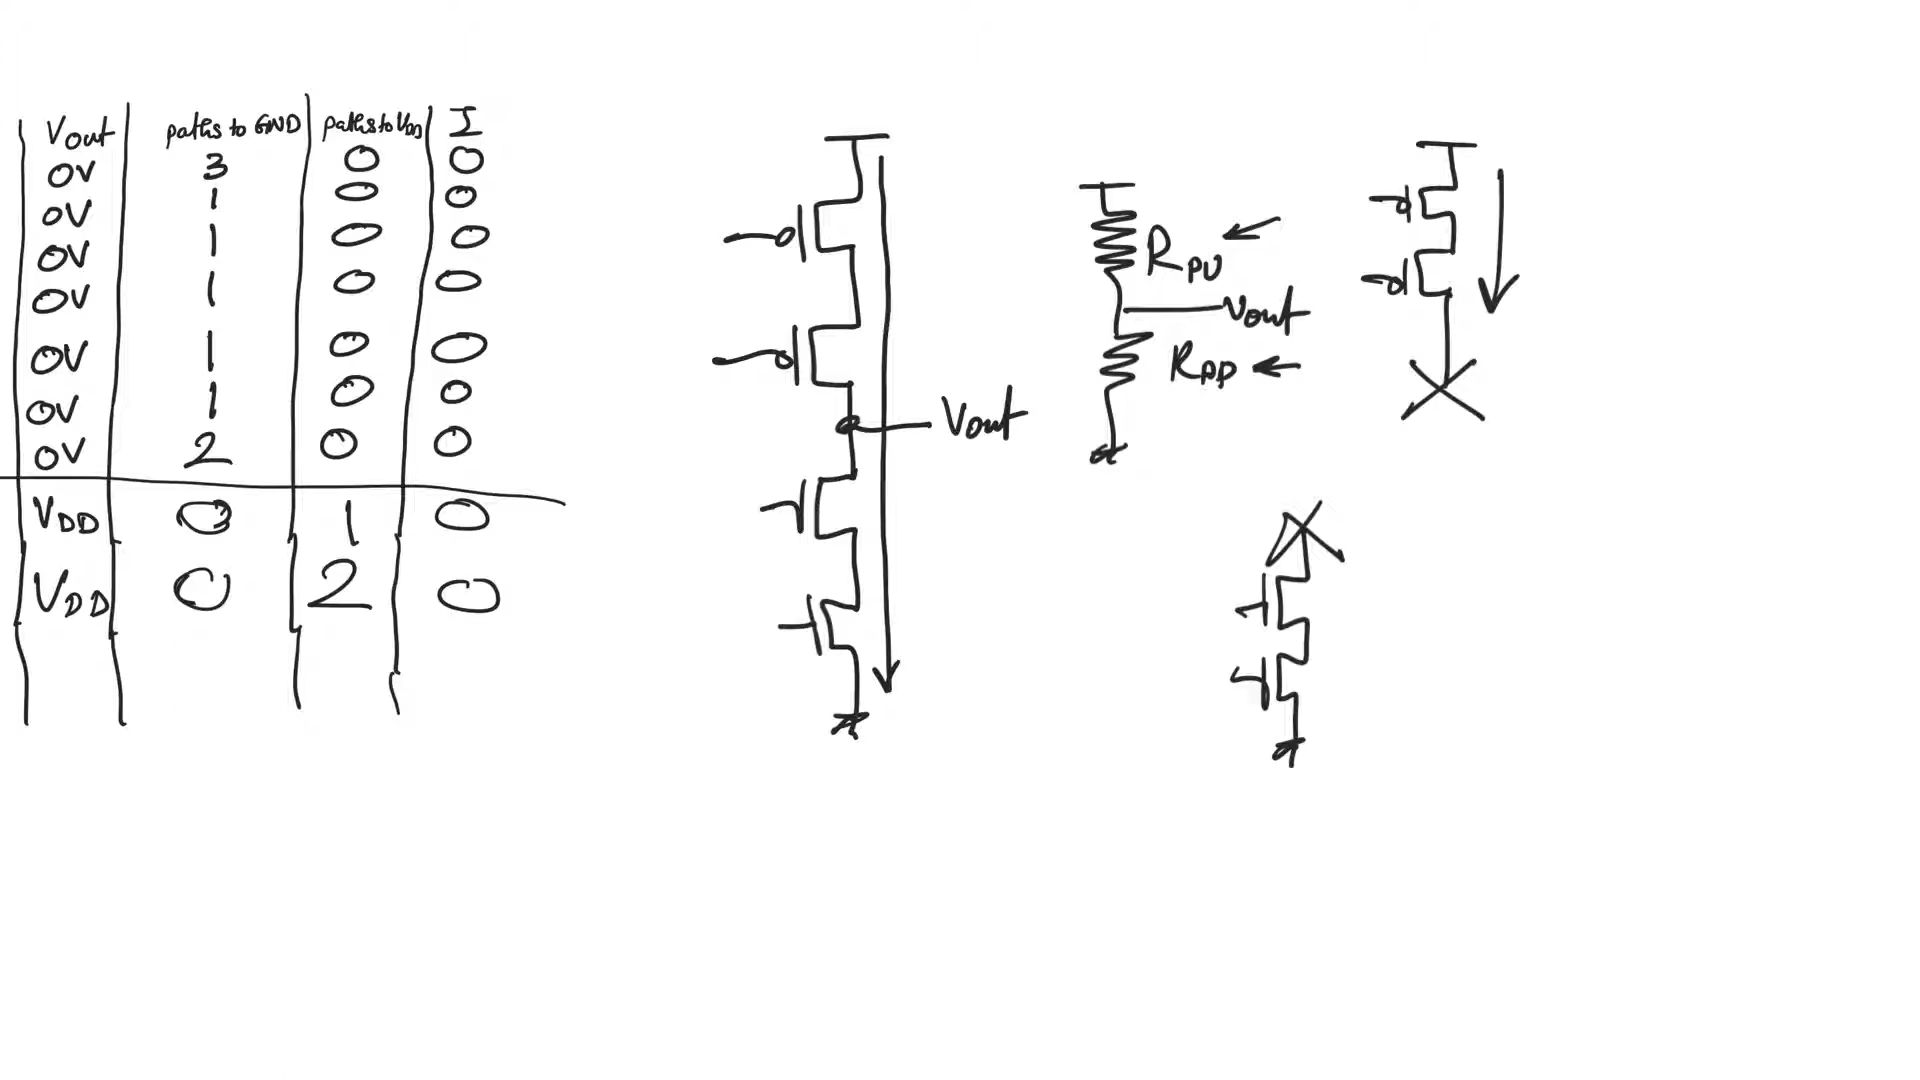 Vout paths to GND paths to VDD I
0V 3 0 0
0V 1 0 0
0V 1 0 0
0V 1 0 0
0V 1 0 0
0V 1 0 0
0V 2 0 0
VDD 0 1 0
VDD 0 2 0
Vout
RPU
Vout
RPD